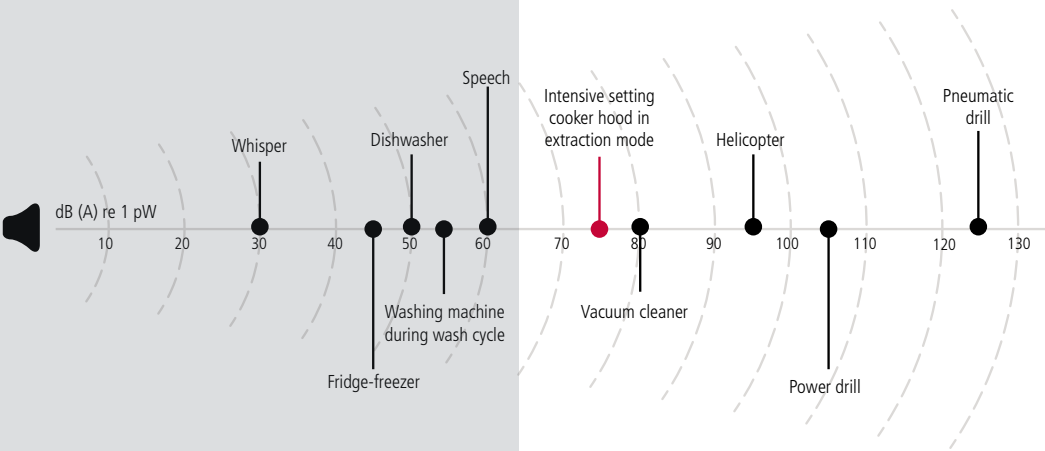 Speech
Intensive setting
cooker hood in
extraction mode
Pneumatic
drill
Whisper
Dishwasher
Helicopter
dB (A) re 1 pW
10 20 30 40 50 60 70 80 90 100 110 120 130
Washing machine
during wash cycle
Vacuum cleaner
Fridge-freezer
Power drill